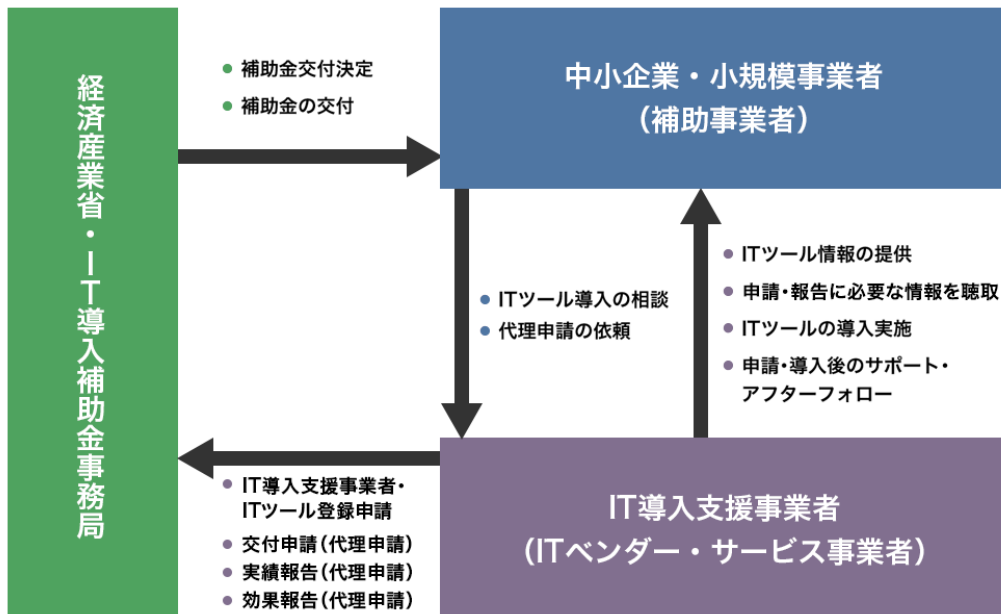 経済産業省・IT導入補助金事務局
● 補助金交付決定
● 補助金の交付
中小企業・小規模事業者
（補助事業者）
● ITツール導入の相談
● 代理申請の依頼
● ITツール情報の提供
● 申請・報告に必要な情報を聴取
● ITツールの導入実施
● 申請・導入後のサポート・
アフターフォロー
● IT導入支援事業者・
ITツール登録申請
● 交付申請（代理申請）
● 実績報告（代理申請）
● 効果報告（代理申請）
IT導入支援事業者
（ITベンダー・サービス事業者）